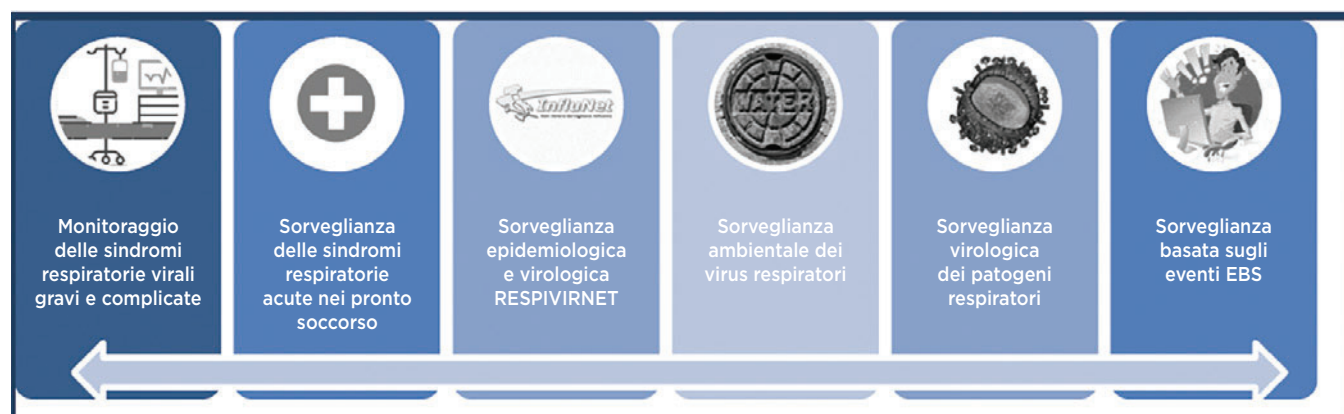 InfluNet
WATER
Monitoraggio
delle sindromi
respiratorie virali
gravi e complicate
Sorveglianza
delle sindromi
respiratorie
acute nei pronto
soccorso
Sorveglianza
epidemiologica
e virologica
RESPIVIRNET
Sorveglianza
ambientale dei
virus respiratori
Sorveglianza
virologica
dei patogeni
respiratori
Sorveglianza
basata sugli
eventi EBS